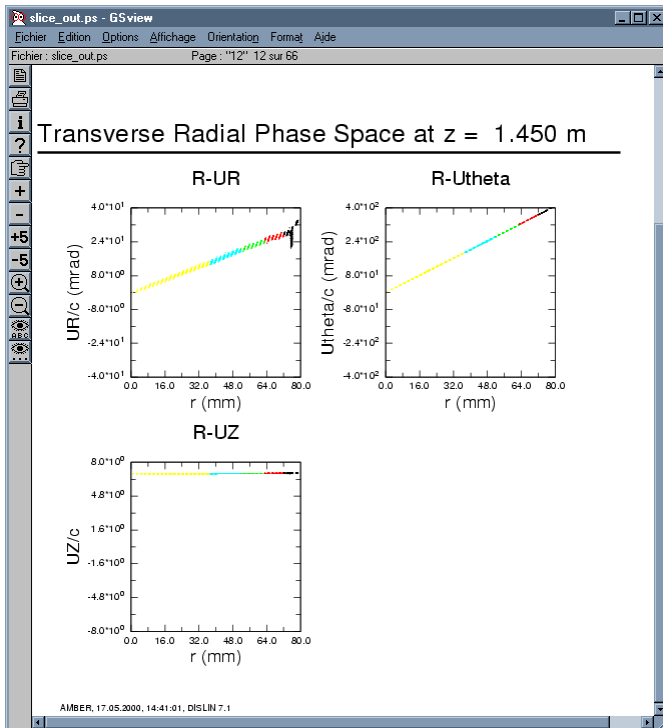 slice_out.ps - GSview
Fichier Edition Options Affichage Orientation Format Aide
Fichier : slice_out.ps Page : "12" 12 sur 66
Transverse Radial Phase Space at z = 1.450 m
R-UR
UR/c (mrad)
4.0*10¹
2.4*10¹
8.0*10⁰
-8.0*10⁰
-2.4*10¹
-4.0*10¹
0.0 16.0 32.0 48.0 64.0 80.0
r (mm)
R-Utheta
Utheta/c (mrad)
4.0*10²
2.4*10²
8.0*10¹
-8.0*10¹
-2.4*10²
-4.0*10²
0.0 16.0 32.0 48.0 64.0 80.0
r (mm)
R-UZ
UZ/c
8.0*10⁰
4.8*10⁰
1.6*10⁰
-1.6*10⁰
-4.8*10⁰
-8.0*10⁰
0.0 16.0 32.0 48.0 64.0 80.0
r (mm)
i
?
+
-
+5
-5
ABC
AMBER, 17.05.2000, 14:41:01, DISLIN 7.1